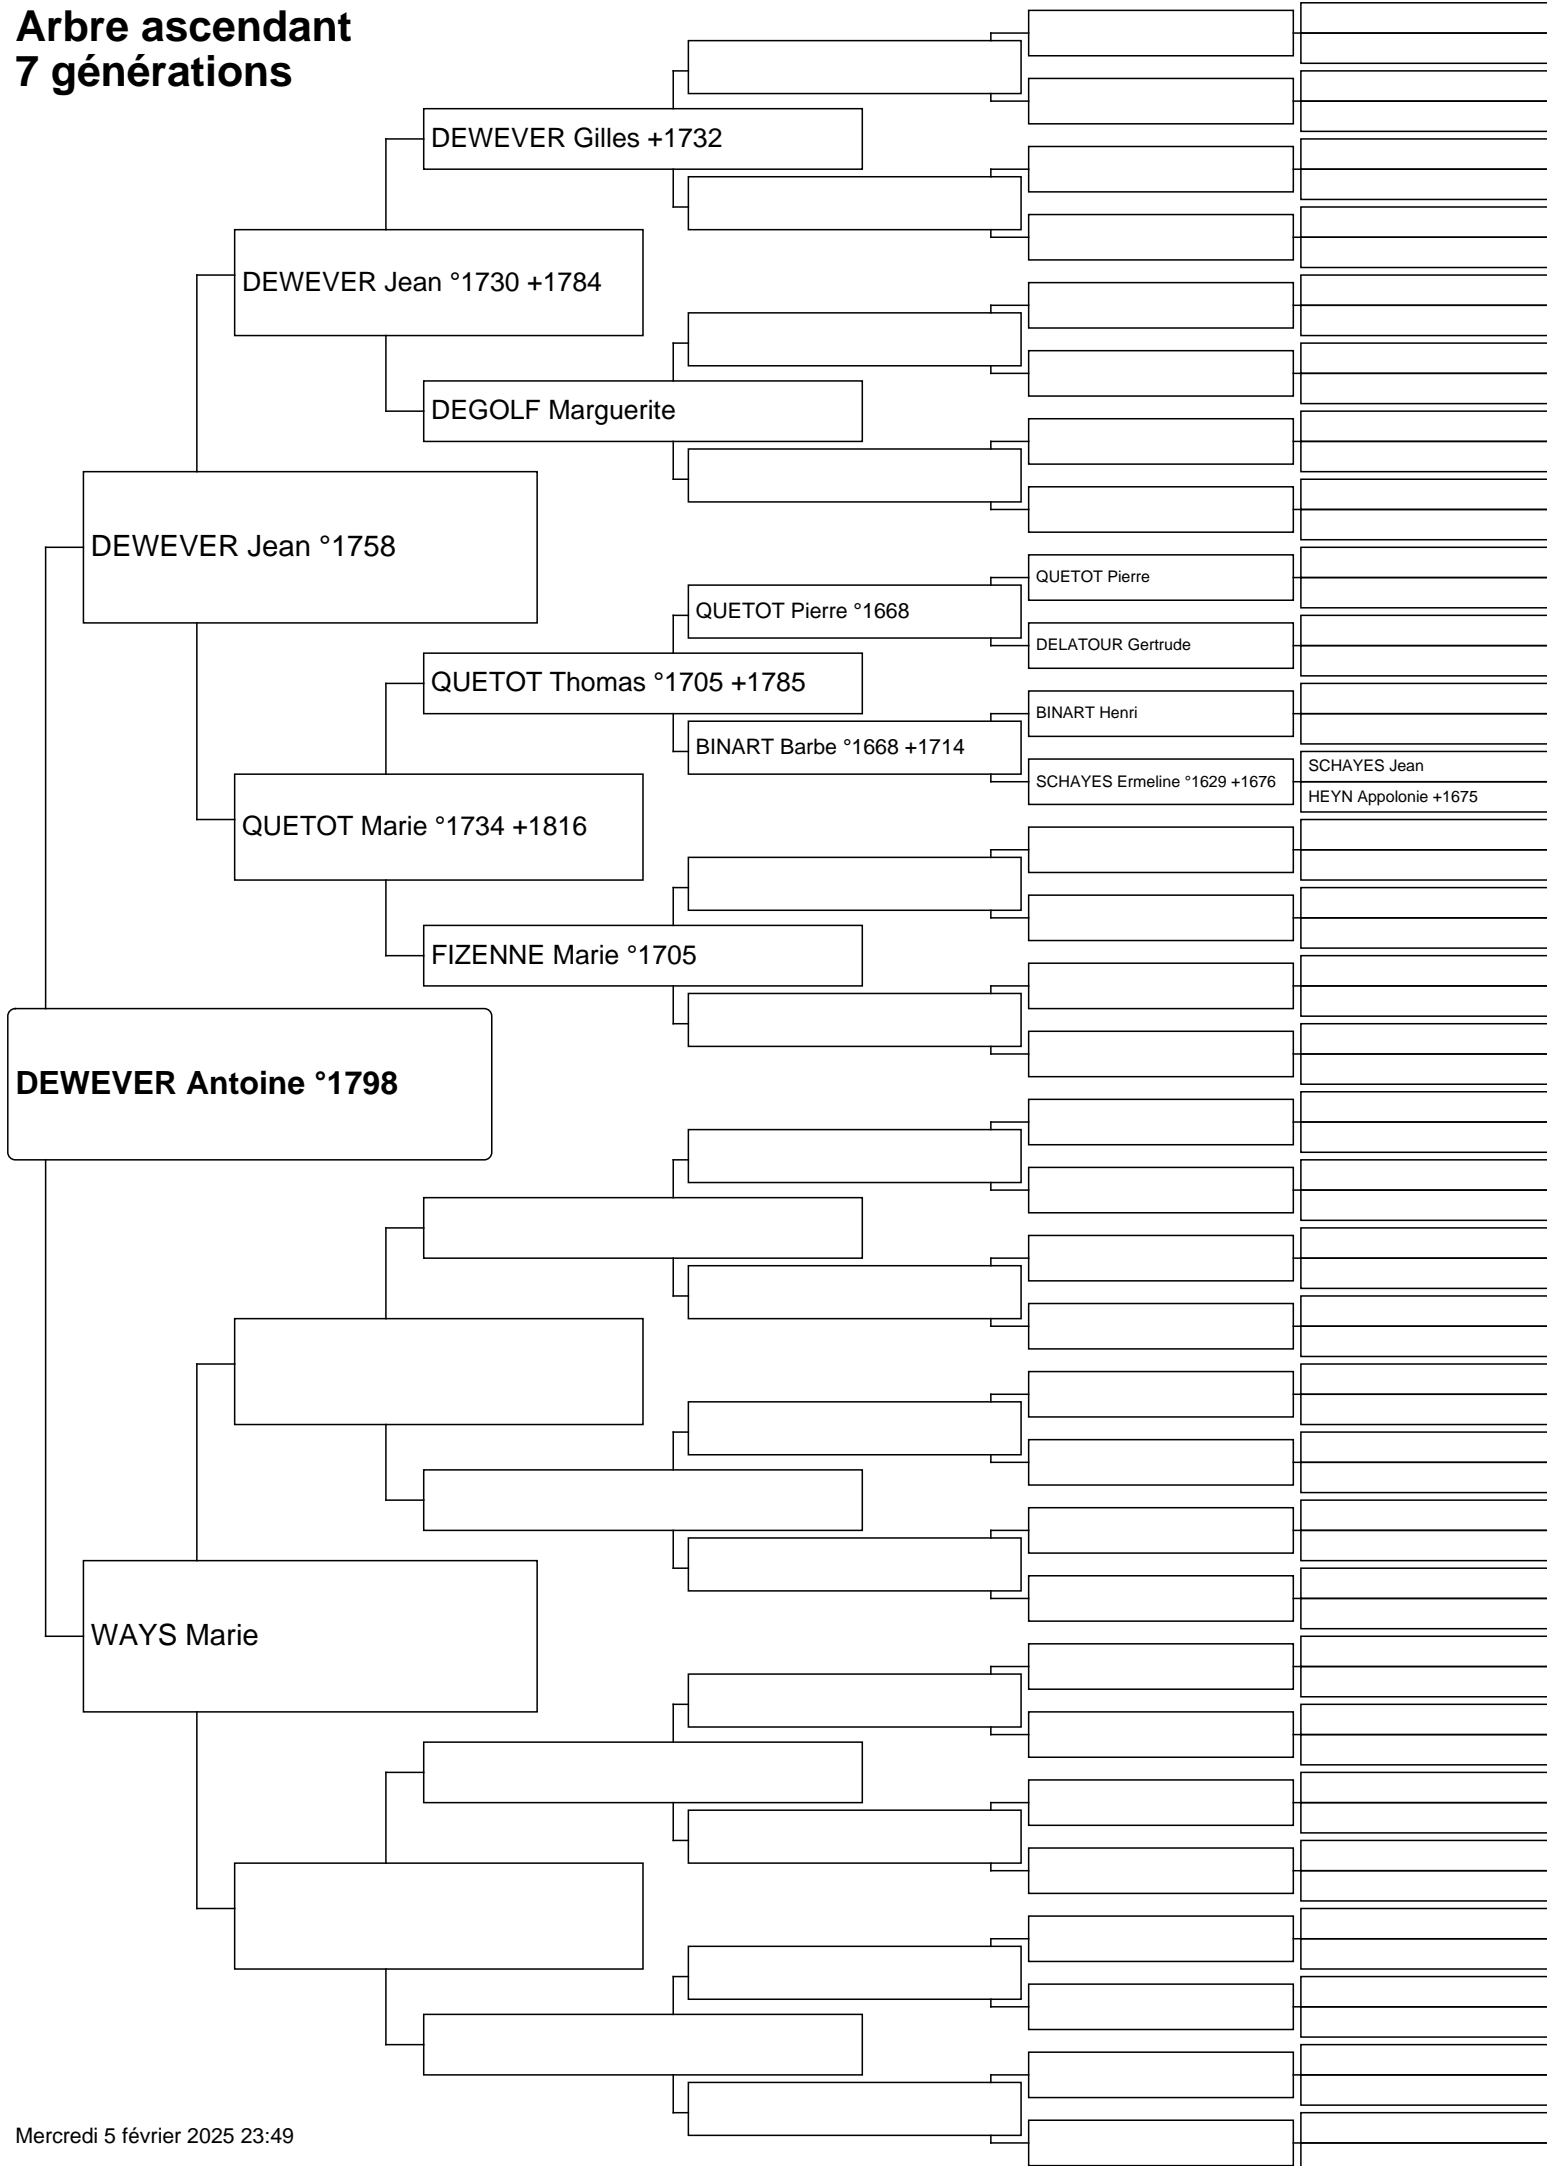 Arbre ascendant
7 générations
DEWEVER Gilles +1732
DEWEVER Jean °1730 +1784
DEGOLF Marguerite
DEWEVER Jean °1758
QUETOT Pierre
QUETOT Pierre °1668
DELATOUR Gertrude
QUETOT Thomas °1705 +1785
BINART Henri
BINART Barbe °1668 +1714
SCHAYES Jean
SCHAYES Ermeline °1629 +1676
HEYN Appolonie +1675
QUETOT Marie °1734 +1816
FIZENNE Marie °1705
DEWEVER Antoine °1798
WAYS Marie
Mercredi 5 février 2025 23:49